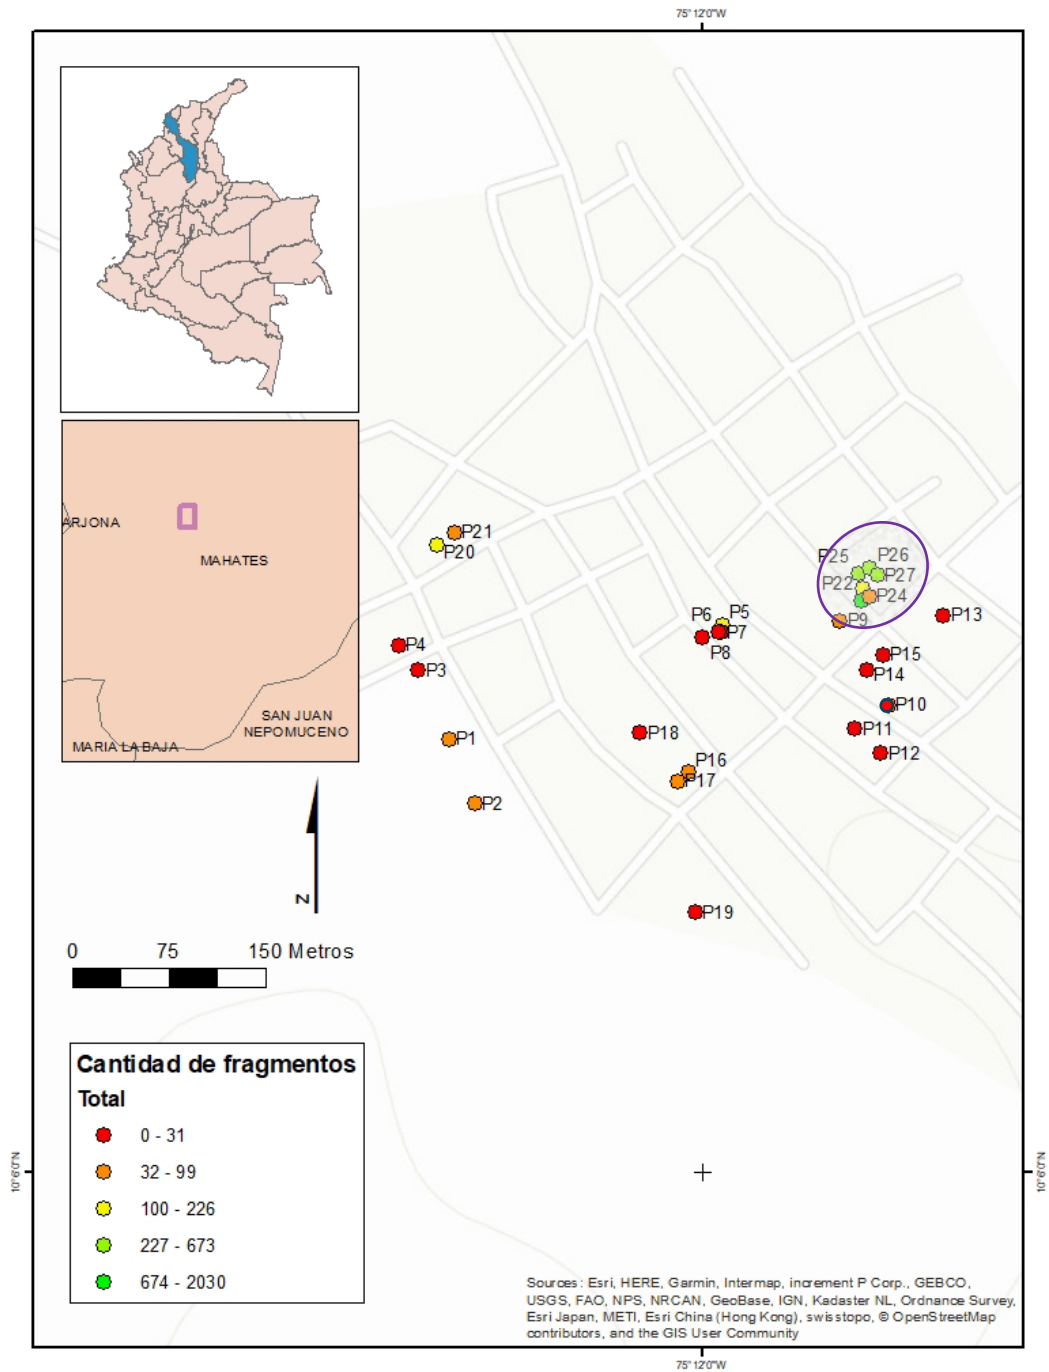 75° 12'0"W
ARJONA
MAHATES
SAN JUAN
NEPOMUCENO
MARIA LA BAJA
P21
P20
P25
P26
P27
P22
P24
P9
P13
P6
P5
P7
P8
P4
P3
P15
P14
P10
P11
P12
P1
P18
P16
P17
P2
P19
N
0 75 150 Metros
Cantidad de fragmentos
Total
0 - 31
32 - 99
100 - 226
227 - 673
674 - 2030
10° 6'0"N
10° 6'0"N
Sources: Esri, HERE, Garmin, Intermap, increment P Corp., GEBCO,
USGS, FAO, NPS, NRCAN, GeoBase, IGN, Kadaster NL, Ordnance Survey,
Esri Japan, METI, Esri China (Hong Kong), swisstopo, © OpenStreetMap
contributors, and the GIS User Community
75° 12'0"W